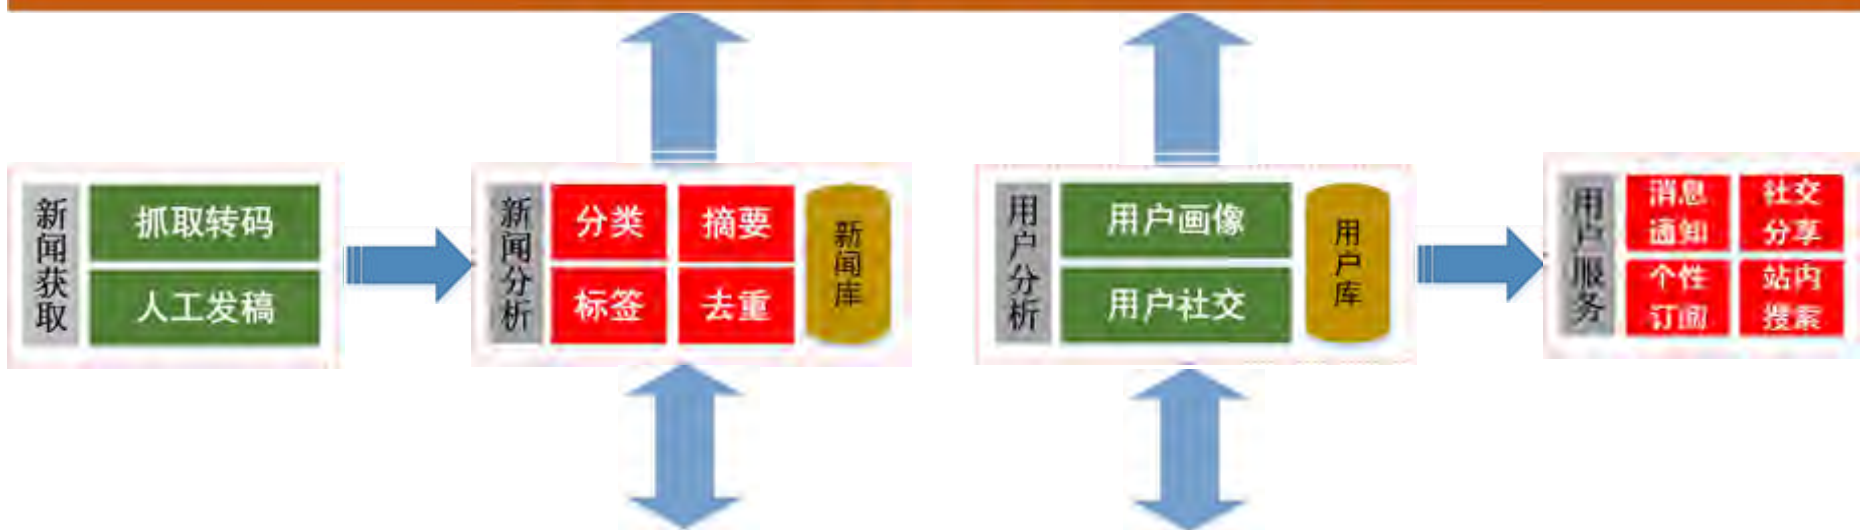 新闻获取
抓取转码
人工发稿
新闻分析
分类
摘要
标签
去重
新闻库
用户分析
用户画像
用户社交
用户库
用户服务
消息
通知
社交
分享
个性
订阅
站内
搜索